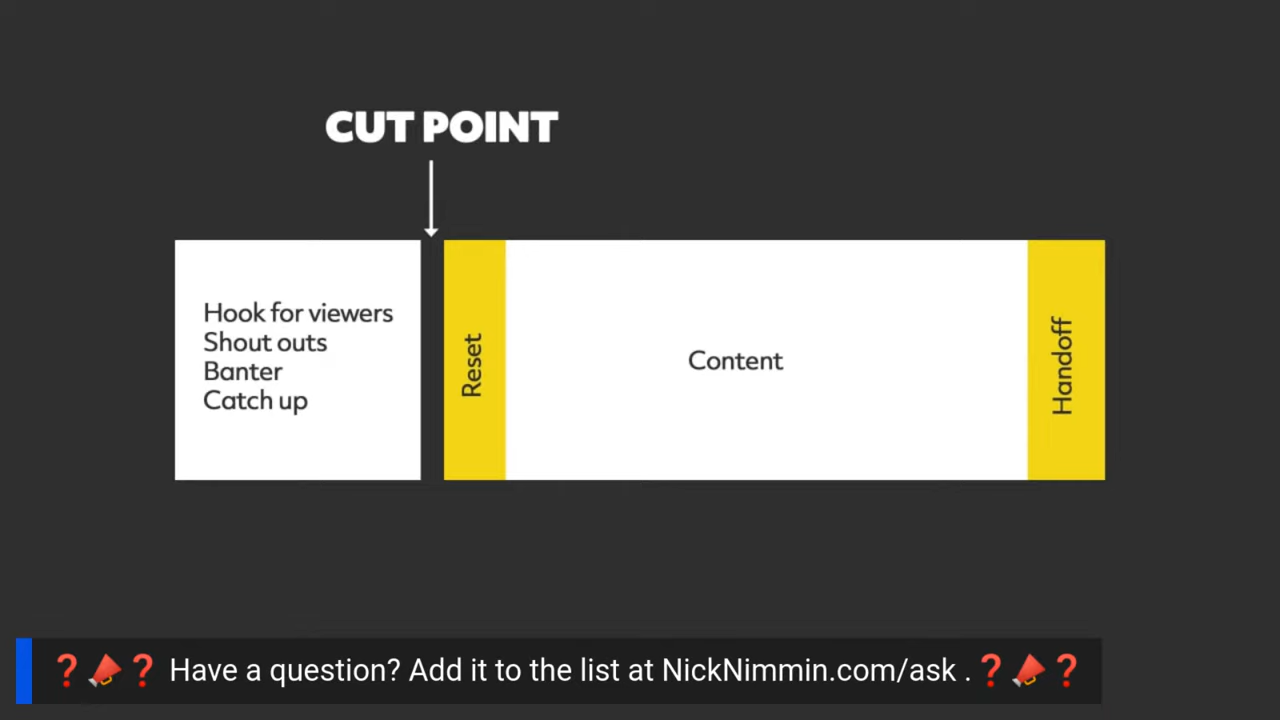 CUT POINT
Hook for viewers
Shout outs
Banter
Catch up
Reset
Content
Handoff
❓📣❓ Have a question? Add it to the list at NickNimmin.com/ask .❓📣❓